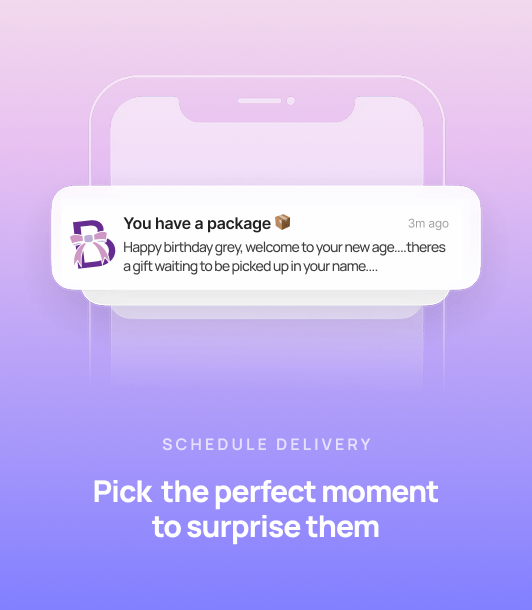 You have a package 📦
3m ago
B
Happy birthday grey, welcome to your new age....theres
a gift waiting to be picked up in your name....
SCHEDULE DELIVERY
Pick the perfect moment
to surprise them